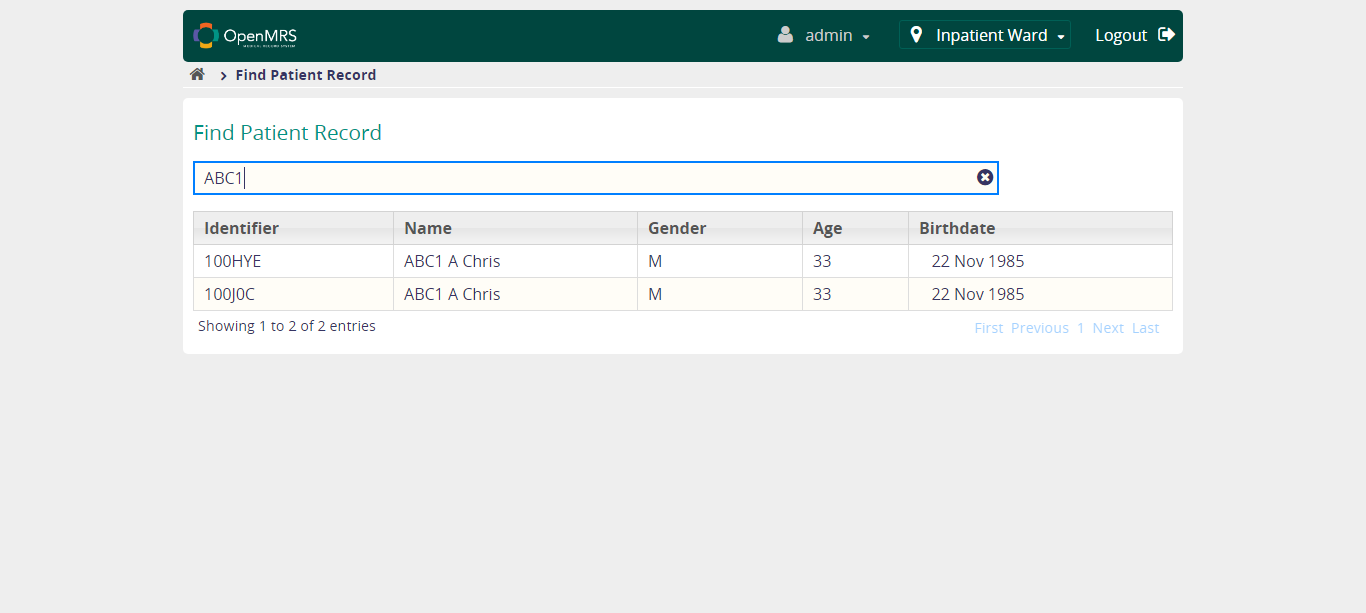 OpenMRS admin Inpatient Ward Logout
MEDICAL RECORD SYSTEM
Find Patient Record
Find Patient Record
ABC1
Identifier Name Gender Age Birthdate
100HYE ABC1 A Chris M 33 22 Nov 1985
100J0C ABC1 A Chris M 33 22 Nov 1985
Showing 1 to 2 of 2 entries First Previous 1 Next Last